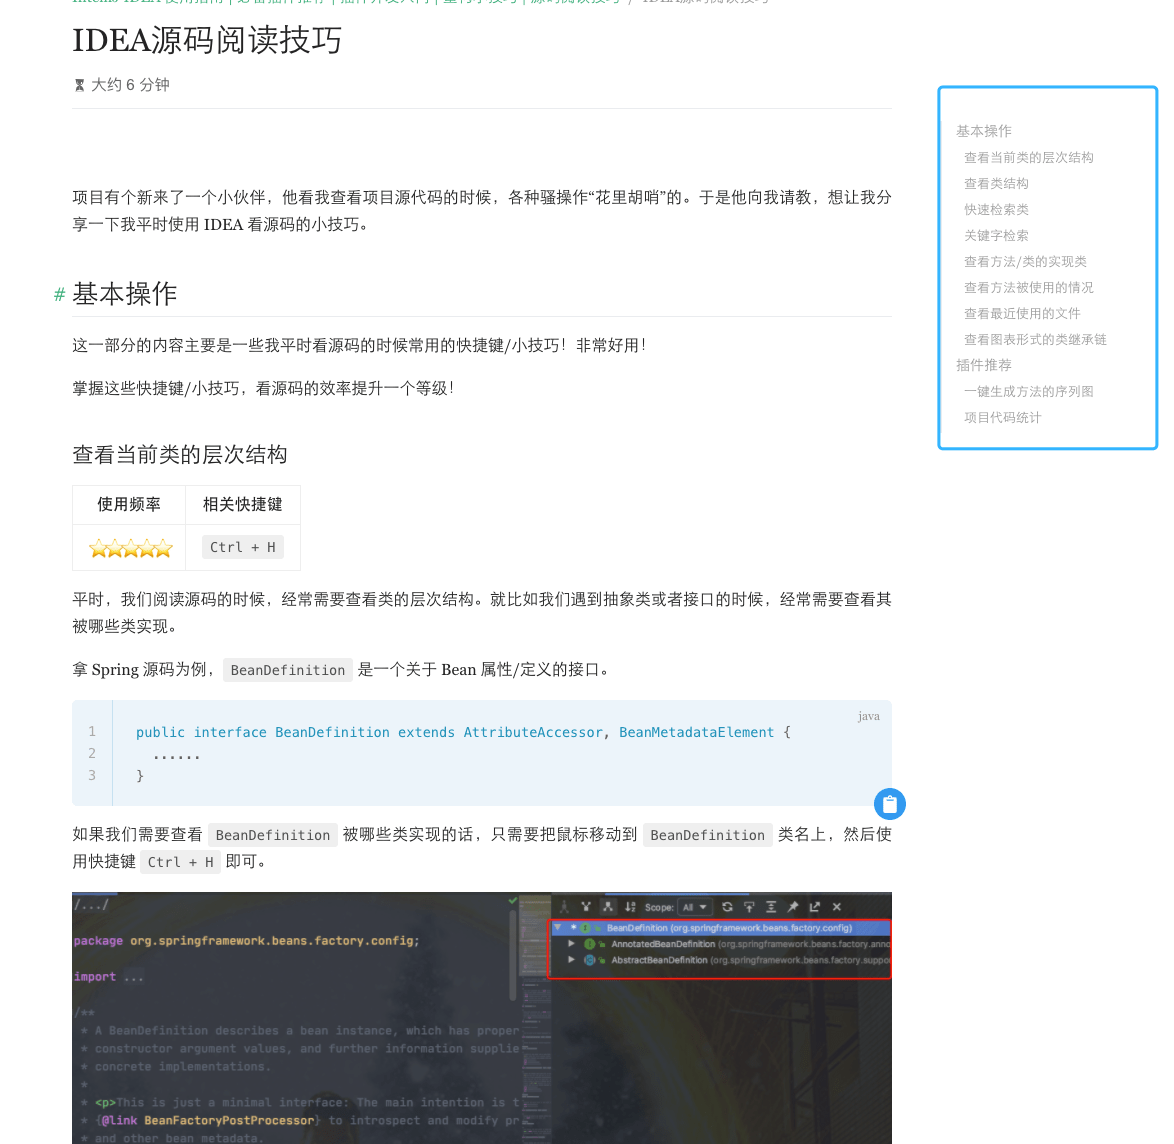 IDEA源码阅读技巧
大约 6 分钟
项目有个新来了一个小伙伴，他看我查看项目源代码的时候，各种骚操作“花里胡哨”的。于是他向我请教，想让我分
享一下我平时使用 IDEA 看源码的小技巧。
# 基本操作
这一部分的内容主要是一些我平时看源码的时候常用的快捷键/小技巧！非常好用！
掌握这些快捷键/小技巧，看源码的效率提升一个等级！
查看当前类的层次结构
使用频率 相关快捷键
⭐⭐⭐⭐⭐ Ctrl + H
平时，我们阅读源码的时候，经常需要查看类的层次结构。就比如我们遇到抽象类或者接口的时候，经常需要查看其
被哪些类实现。
拿 Spring 源码为例， BeanDefinition 是一个关于 Bean 属性/定义的接口。
java
1 public interface BeanDefinition extends AttributeAccessor, BeanMetadataElement {
2 ......
3 }
如果我们需要查看 BeanDefinition 被哪些类实现的话，只需要把鼠标移动到 BeanDefinition 类名上，然后使
用快捷键 Ctrl + H 即可。
/.../
package org.springframework.beans.factory.config;
import ...
/**
* A BeanDefinition describes a bean instance, which has proper
* constructor argument values, and further information supplie
* concrete implementations.
*
* <p>This is just a minimal interface: The main intention is t
* {@link BeanFactoryPostProcessor} to introspect and modify pr
* and other bean metadata.
Scope: All
BeanDefinition (org.springframework.beans.factory.config)
AnnotatedBeanDefinition (org.springframework.beans.factory.anno
AbstractBeanDefinition (org.springframework.beans.factory.suppo
基本操作
查看当前类的层次结构
查看类结构
快速检索类
关键字检索
查看方法/类的实现类
查看方法被使用的情况
查看最近使用的文件
查看图表形式的类继承链
插件推荐
一键生成方法的序列图
项目代码统计